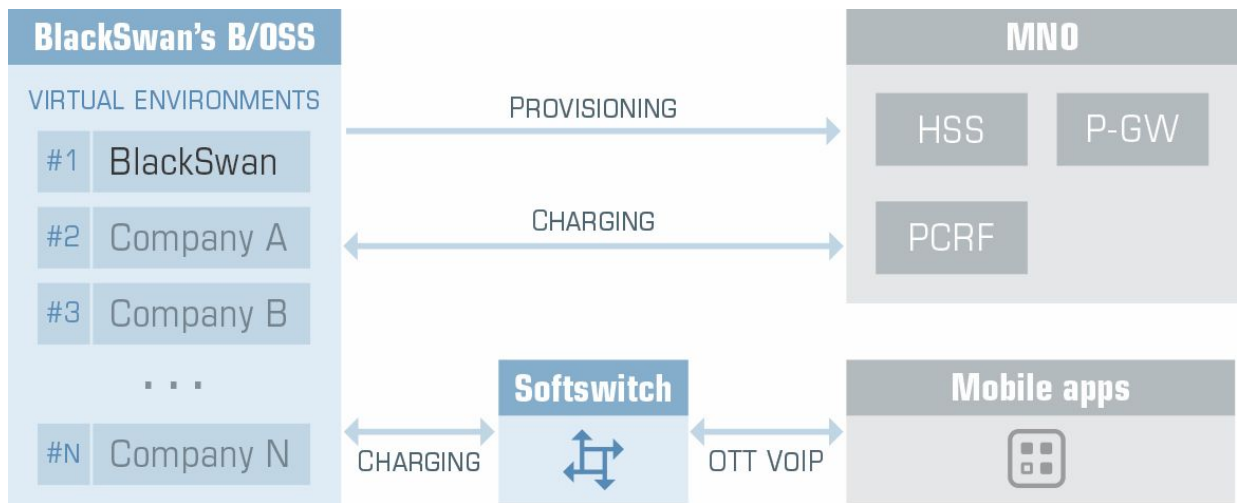 BlackSwan's B/OSS
MNO
VIRTUAL ENVIRONMENTS
PROVISIONING
HSS
P-GW
#1 BlackSwan
#2 Company A
CHARGING
PCRF
#3 Company B
...
Softswitch
Mobile apps
#N Company N
CHARGING
OTT VOIP